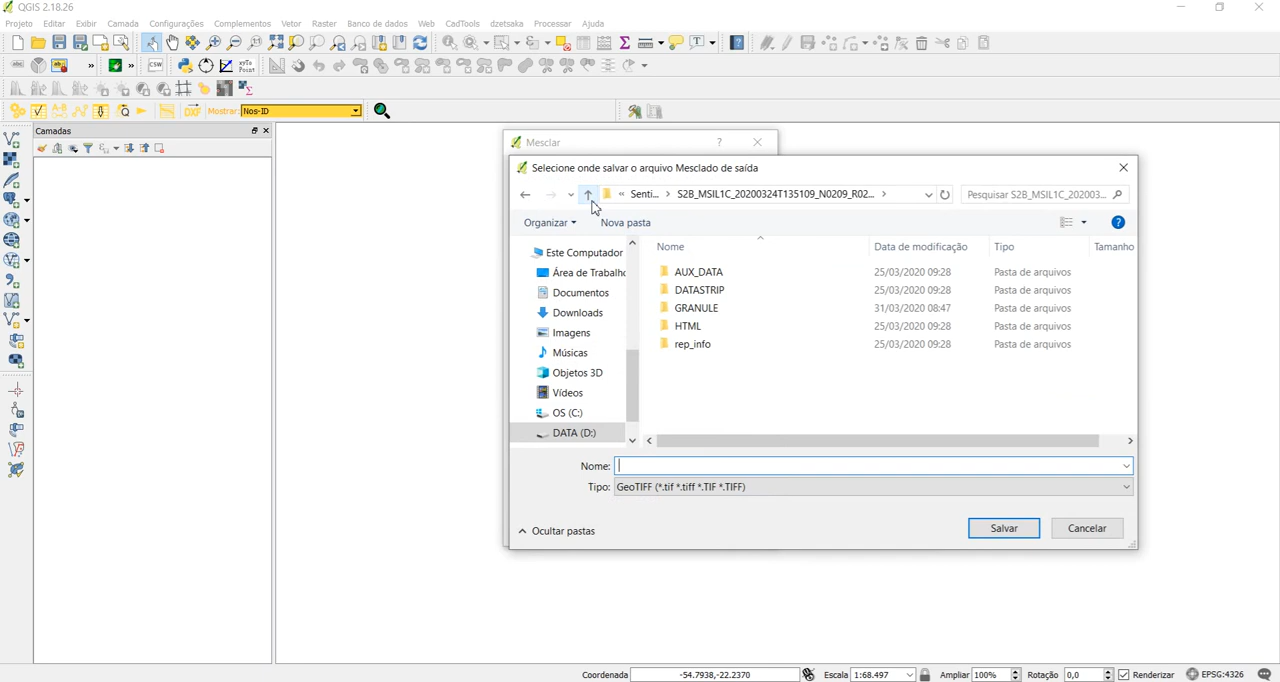 QGIS 2.18.26
Projeto Editar Exibir Camada Configurações Complementos Vetor Raster Banco de dados Web CadTools dzetsaka Processar Ajuda
abc CSW xyTo Point
DXF Mostrar: Nos-ID
Camadas
Mesclar ?
Selecione onde salvar o arquivo Mesclado de saída
« Senti... > S2B_MSIL1C_20200324T135109_N0209_R02... >
Pesquisar S2B_MSIL1C_202003...
Organizar Nova pasta ?
Nome Data de modificação Tipo Tamanho
Este Computador
Área de Trabalho
Documentos
Downloads
Imagens
Músicas
Objetos 3D
Vídeos
OS (C:)
DATA (D:)
AUX_DATA 25/03/2020 09:28 Pasta de arquivos
DATASTRIP 25/03/2020 09:28 Pasta de arquivos
GRANULE 31/03/2020 08:47 Pasta de arquivos
HTML 25/03/2020 09:28 Pasta de arquivos
rep_info 25/03/2020 09:28 Pasta de arquivos
Nome:
Tipo: GeoTIFF (*.tif *.tiff *.TIF *.TIFF)
Ocultar pastas Salvar Cancelar
Coordenada -54.7938,-22.2370 Escala 1:68.497 Ampliar 100% Rotação 0,0 Renderizar EPSG:4326